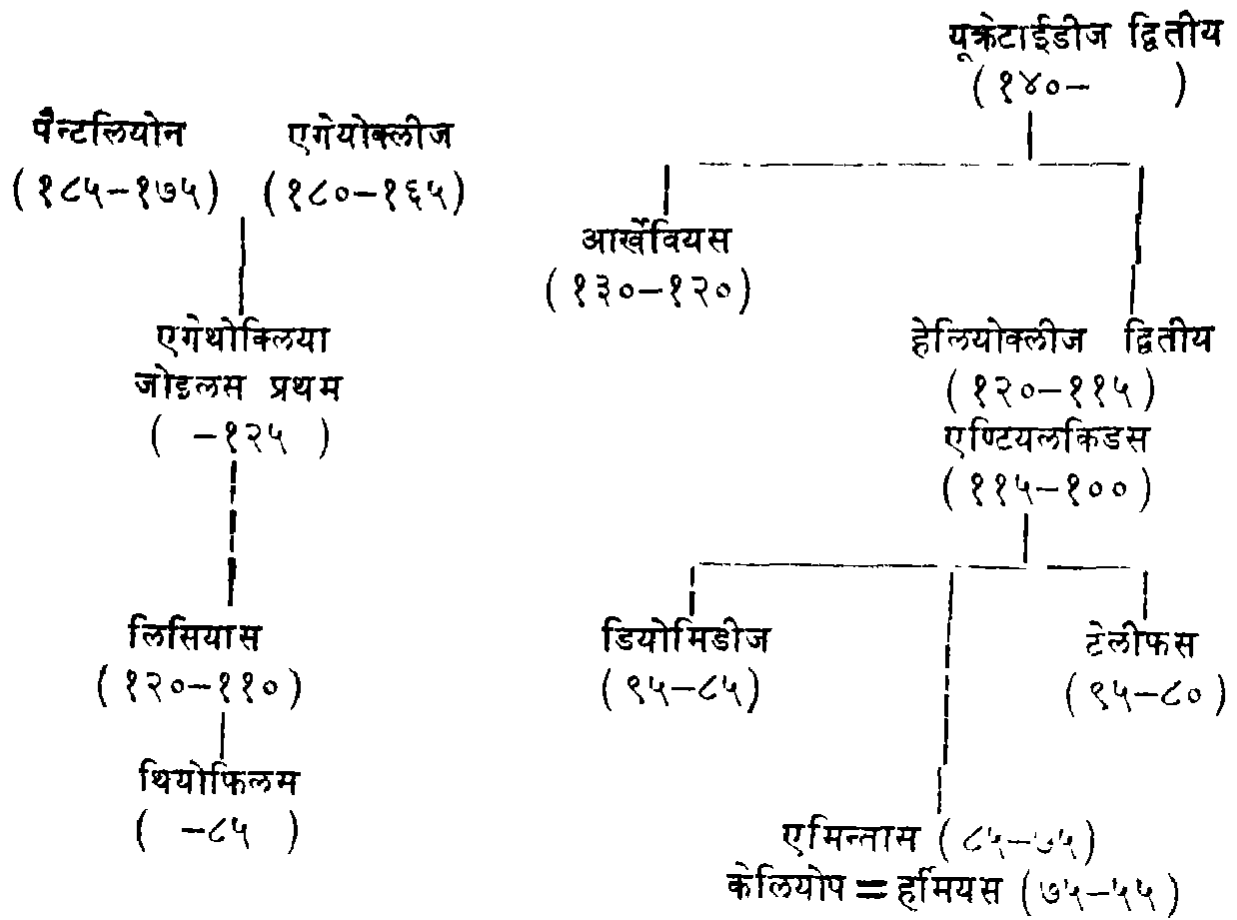 यूक्रेटाईडीज द्वितीय
(१४०–      )
पैन्टलियोन
एगेयोक्लीज
(१८५–१७५)
(१८०–१६५)
आर्खेवियस
(१३०–१२०)
एगेथोक्लिया
जोइलस प्रथम
(  –१२५  )
हेलियोक्लीज द्वितीय
(१२०–११५)
एण्टियलकिडस
(११५–१००)
लिसियास
(१२०–११०)
डियोमिडीज
(९५–८५)
टेलीफस
(९५–८०)
थियोफिलम
(  –८५  )
एमिन्तास (८५–७५)
केलियोप = हर्मियस (७५–५५)